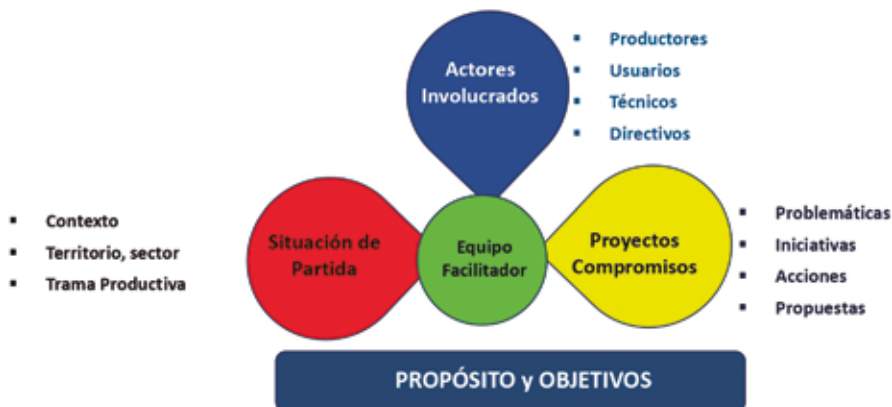 Actores
Involucrados
▪ Productores
▪ Usuarios
▪ Técnicos
▪ Directivos
▪ Contexto
▪ Territorio, sector
▪ Trama Productiva
Situación de
Partida
Equipo
Facilitador
Proyectos
Compromisos
▪ Problemáticas
▪ Iniciativas
▪ Acciones
▪ Propuestas
PROPÓSITO y OBJETIVOS